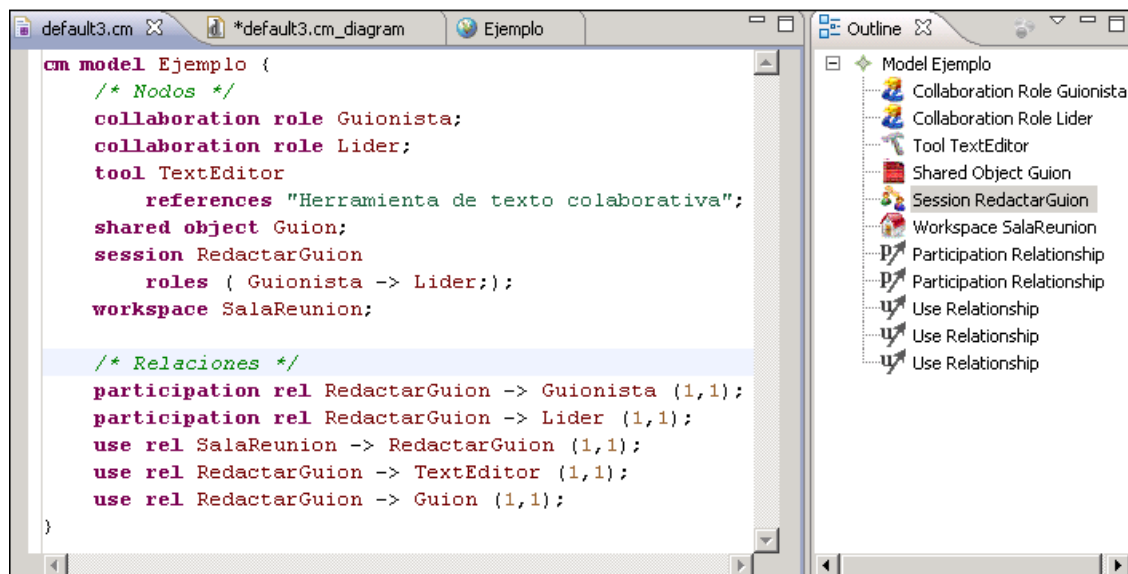 default3.cm
*default3.cm_diagram
Ejemplo
cm model Ejemplo {
/* Nodos */
collaboration role Guionista;
collaboration role Lider;
tool TextEditor
references "Herramienta de texto colaborativa";
shared object Guion;
session RedactarGuion
roles ( Guionista -> Lider;);
workspace SalaReunion;
/* Relaciones */
participation rel RedactarGuion -> Guionista (1,1);
participation rel RedactarGuion -> Lider (1,1);
use rel SalaReunion -> RedactarGuion (1,1);
use rel RedactarGuion -> TextEditor (1,1);
use rel RedactarGuion -> Guion (1,1);
}
Outline
Model Ejemplo
Collaboration Role Guionista
Collaboration Role Lider
Tool TextEditor
Shared Object Guion
Session RedactarGuion
Workspace SalaReunion
Participation Relationship
Participation Relationship
Use Relationship
Use Relationship
Use Relationship